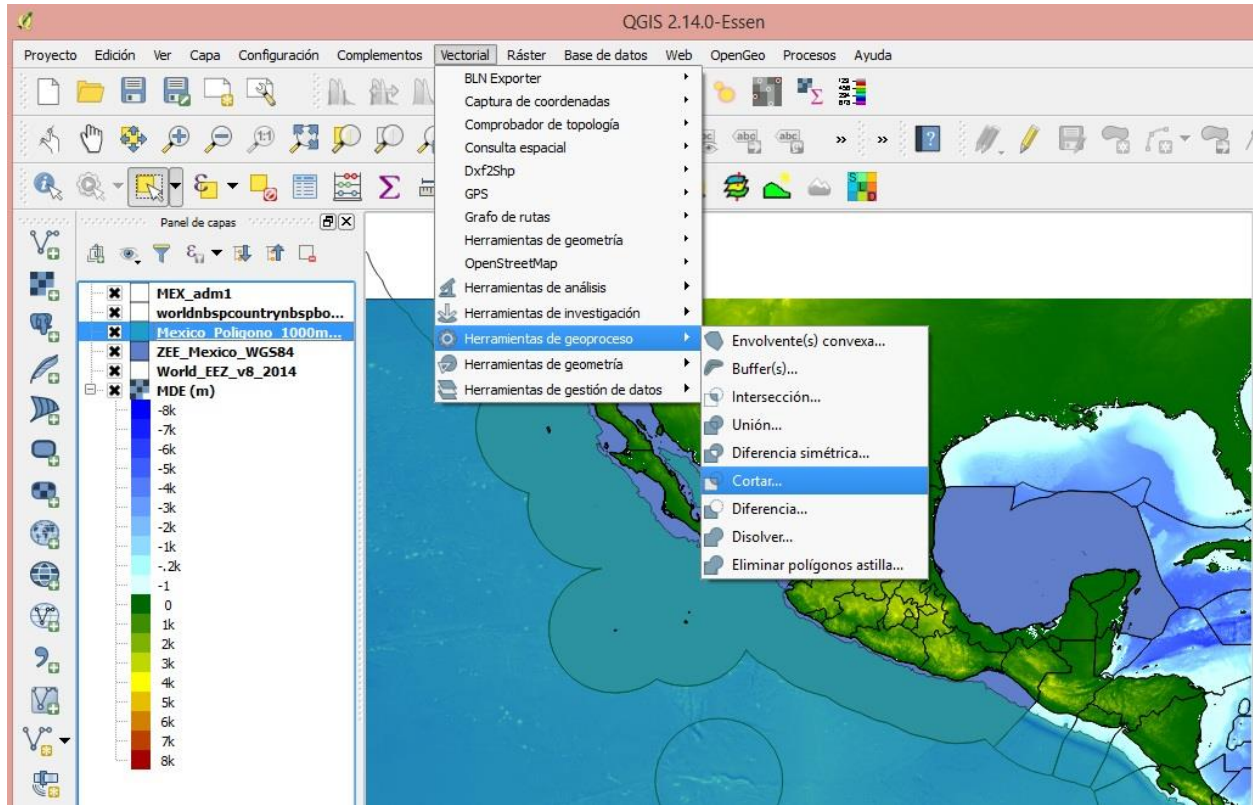 QGIS 2.14.0-Essen
Proyecto Edición Ver Capa Configuración Complementos Vectorial Ráster Base de datos Web OpenGeo Procesos Ayuda
BLN Exporter
Captura de coordenadas
Comprobador de topología
Consulta espacial
Dxf2Shp
GPS
Grafo de rutas
Herramientas de geometría
OpenStreetMap
Herramientas de análisis
Herramientas de investigación
Herramientas de geoproceso
Herramientas de geometría
Herramientas de gestión de datos
Envolvente(s) convexa...
Buffer(s)...
Intersección...
Unión...
Diferencia simétrica...
Cortar...
Diferencia...
Disolver...
Eliminar polígonos astilla...
Panel de capas
MEX_adm1
worldnbspcountrynbspbo...
Mexico_Poligono_1000m...
ZEE_Mexico_WGS84
World_EEZ_v8_2014
MDE (m)
-8k
-7k
-6k
-5k
-4k
-3k
-2k
-1k
-.2k
-1
0
1k
2k
3k
4k
5k
6k
7k
8k